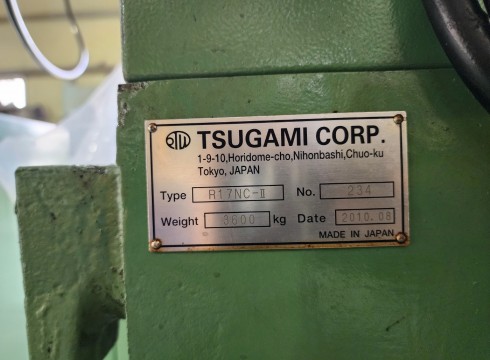 TSUGAMI CORP.
1-9-10,Horidome-cho,Nihonbashi,Chuo-ku
Tokyo, JAPAN
Type R17NC-Ⅱ No. 234
Weight 3600 kg Date 2010.08
MADE IN JAPAN